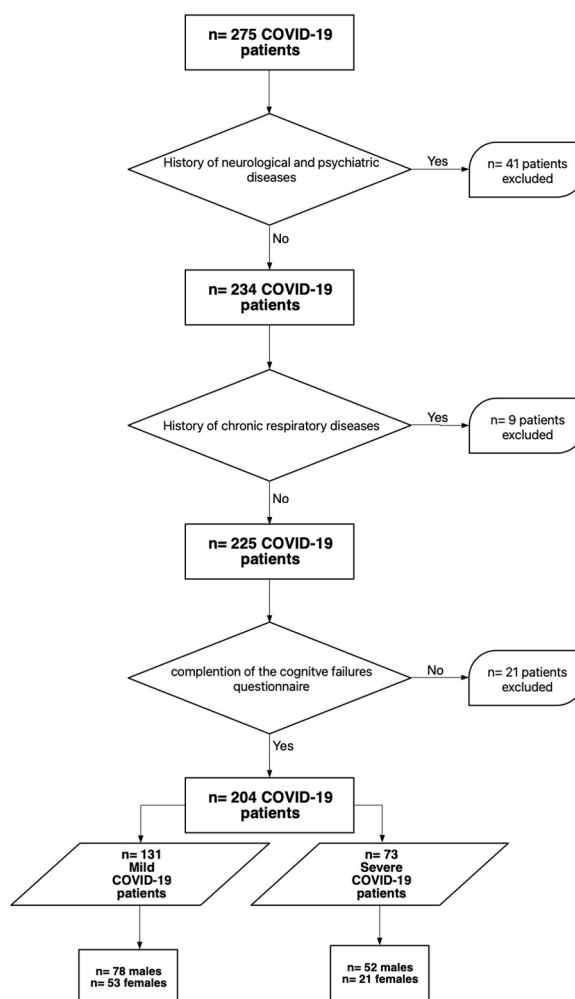 n= 275 COVID-19
patients
History of neurological and psychiatric
diseases
Yes
n= 41 patients
excluded
No
n= 234 COVID-19
patients
History of chronic respiratory diseases
Yes
n= 9 patients
excluded
No
n= 225 COVID-19
patients
complention of the cognitve failures
questionnaire
No
n= 21 patients
excluded
Yes
n= 204 COVID-19
patients
n= 131
Mild
COVID-19
patients
n= 73
Severe
COVID-19
patients
n= 78 males
n= 53 females
n= 52 males
n= 21 females